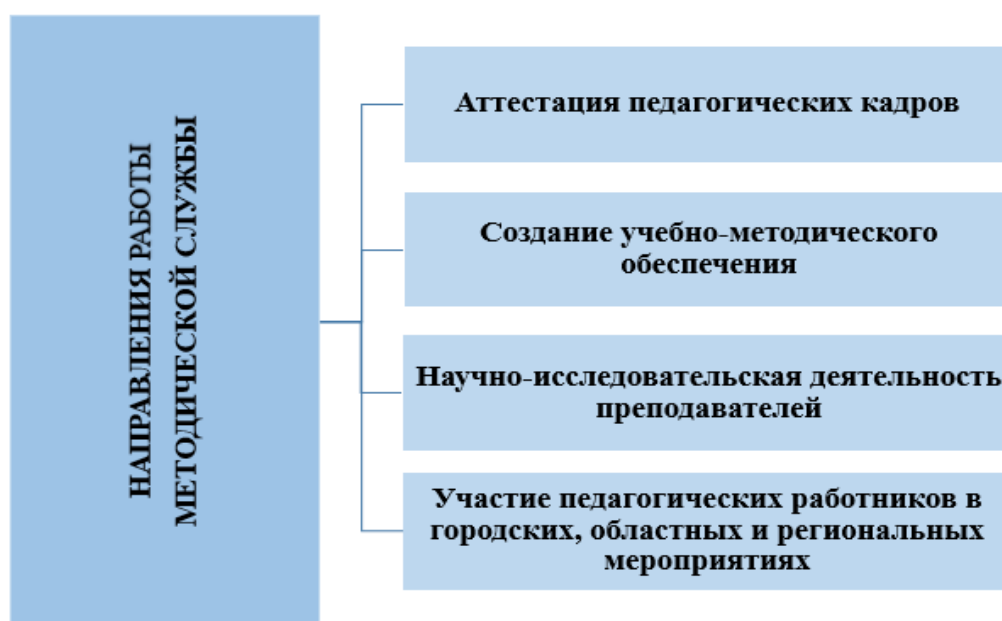 НАПРАВЛЕНИЯ РАБОТЫ
МЕТОДИЧЕСКОЙ СЛУЖБЫ
Аттестация педагогических кадров
Создание учебно-методического
обеспечения
Научно-исследовательская деятельность
преподавателей
Участие педагогических работников в
городских, областных и региональных
мероприятиях